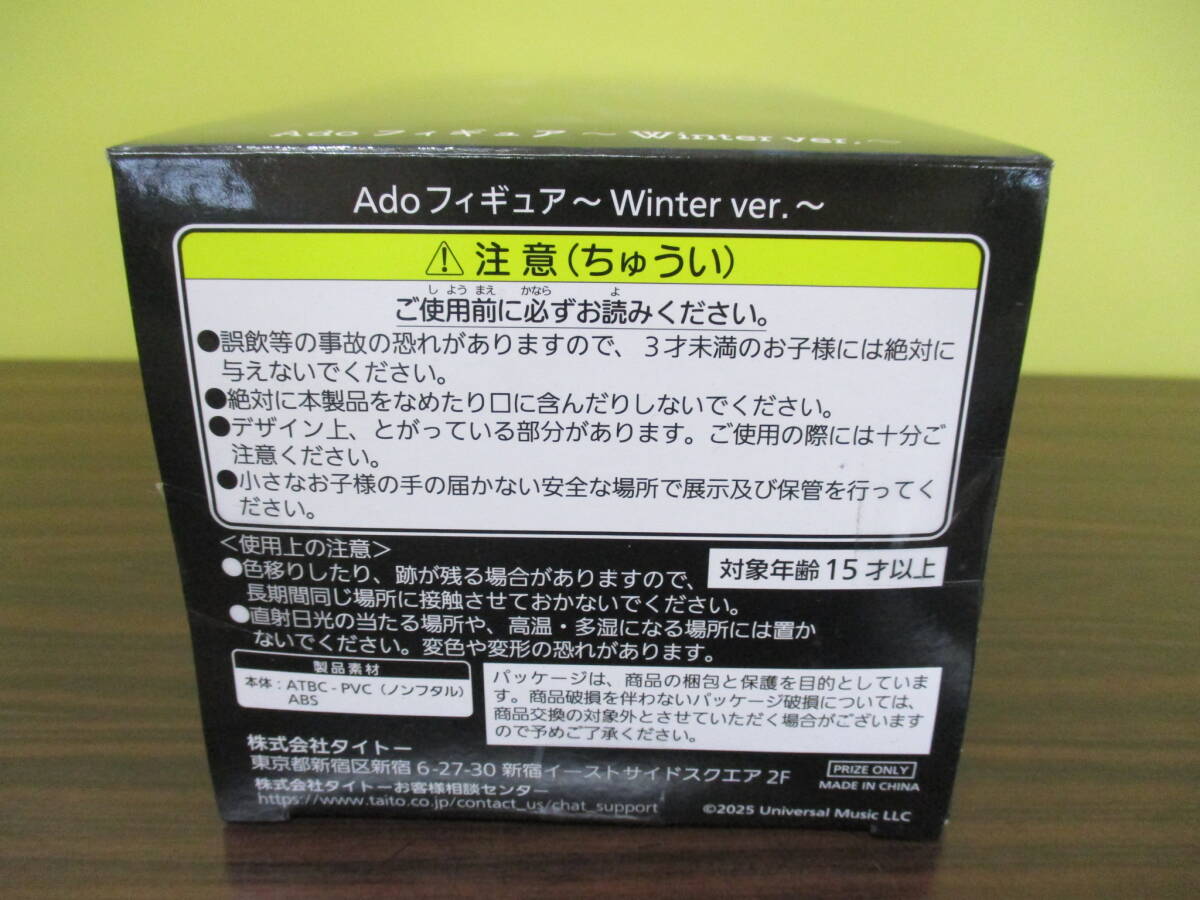 Ado フィギュア ～ Winter ver.～
Ado フィギュア～ Winter ver.～
注意(ちゅうい)
しようまえ かなら よ
ご使用前に必ずお読みください。
●誤飲等の事故の恐れがありますので、３才未満のお子様には絶対に
与えないでください。
●絶対に本製品をなめたり口に含んだりしないでください。
●デザイン上、とがっている部分があります。ご使用の際には十分ご
注意ください。
●小さなお子様の手の届かない安全な場所で展示及び保管を行ってく
ださい。
＜使用上の注意＞
●色移りしたり、跡が残る場合がありますので、
長期間同じ場所に接触させておかないでください。
対象年齢 15 才以上
●直射日光の当たる場所や、高温・多湿になる場所には置か
ないでください。変色や変形の恐れがあります。
製品素材
本体：ATBC - PVC（ノンフタル）
ABS
パッケージは、商品の梱包と保護を目的としていま
す。商品破損を伴わないパッケージ破損については、
商品交換の対象外とさせていただく場合がございます
ので予めご了承ください。
株式会社タイトー
東京都新宿区新宿 6-27-30 新宿イーストサイドスクエア 2F
株式会社タイトーお客様相談センター
https://www.taito.co.jp/contact_us/chat_support
PRIZE ONLY
MADE IN CHINA
©2025 Universal Music LLC